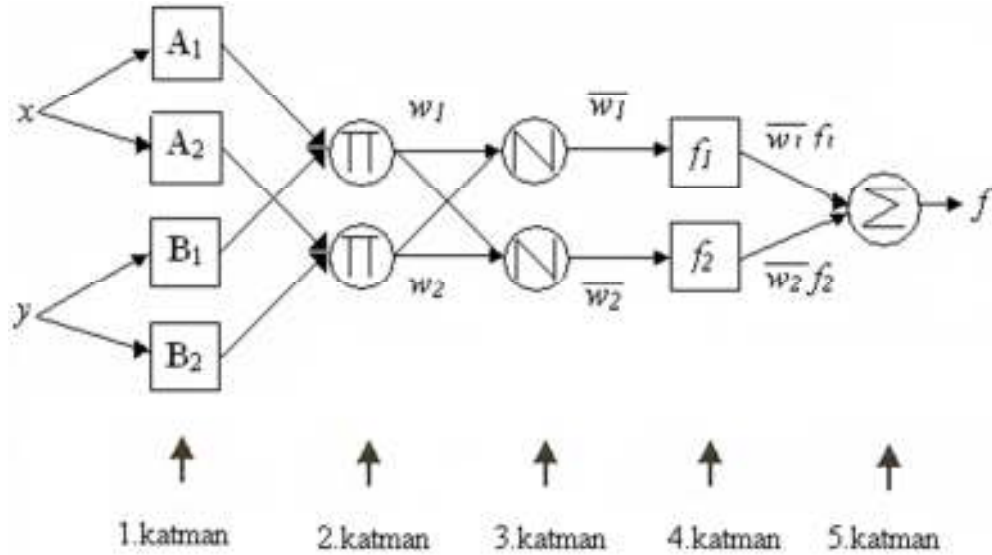 A1
x
A2
B1
y
B2
∏
∏
w1
w2
N
N
w̅1̅
w̅2̅
f1
f2
w̅1̅ f1
w̅2̅ f2
Σ
f
1.katman 2.katman 3.katman 4.katman 5.katman